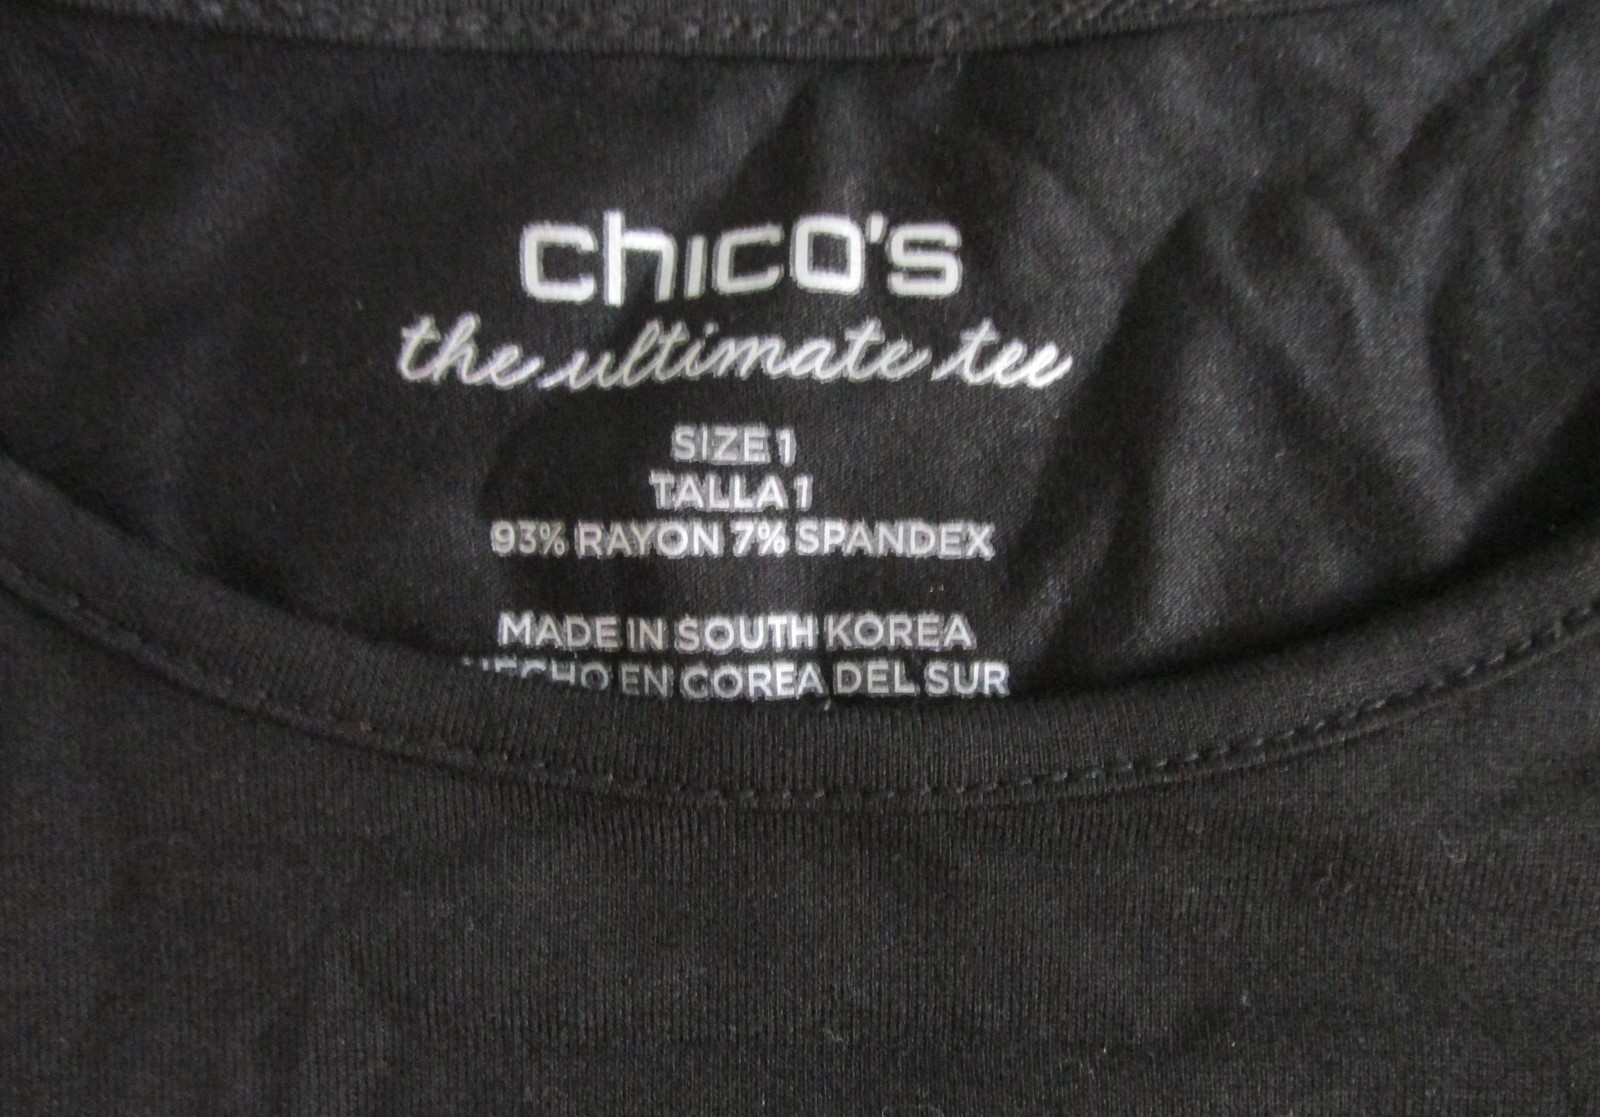 chico's
the ultimate tee
SIZE 1
TALLA 1
93% RAYON 7% SPANDEX
MADE IN SOUTH KOREA
HECHO EN COREA DEL SUR